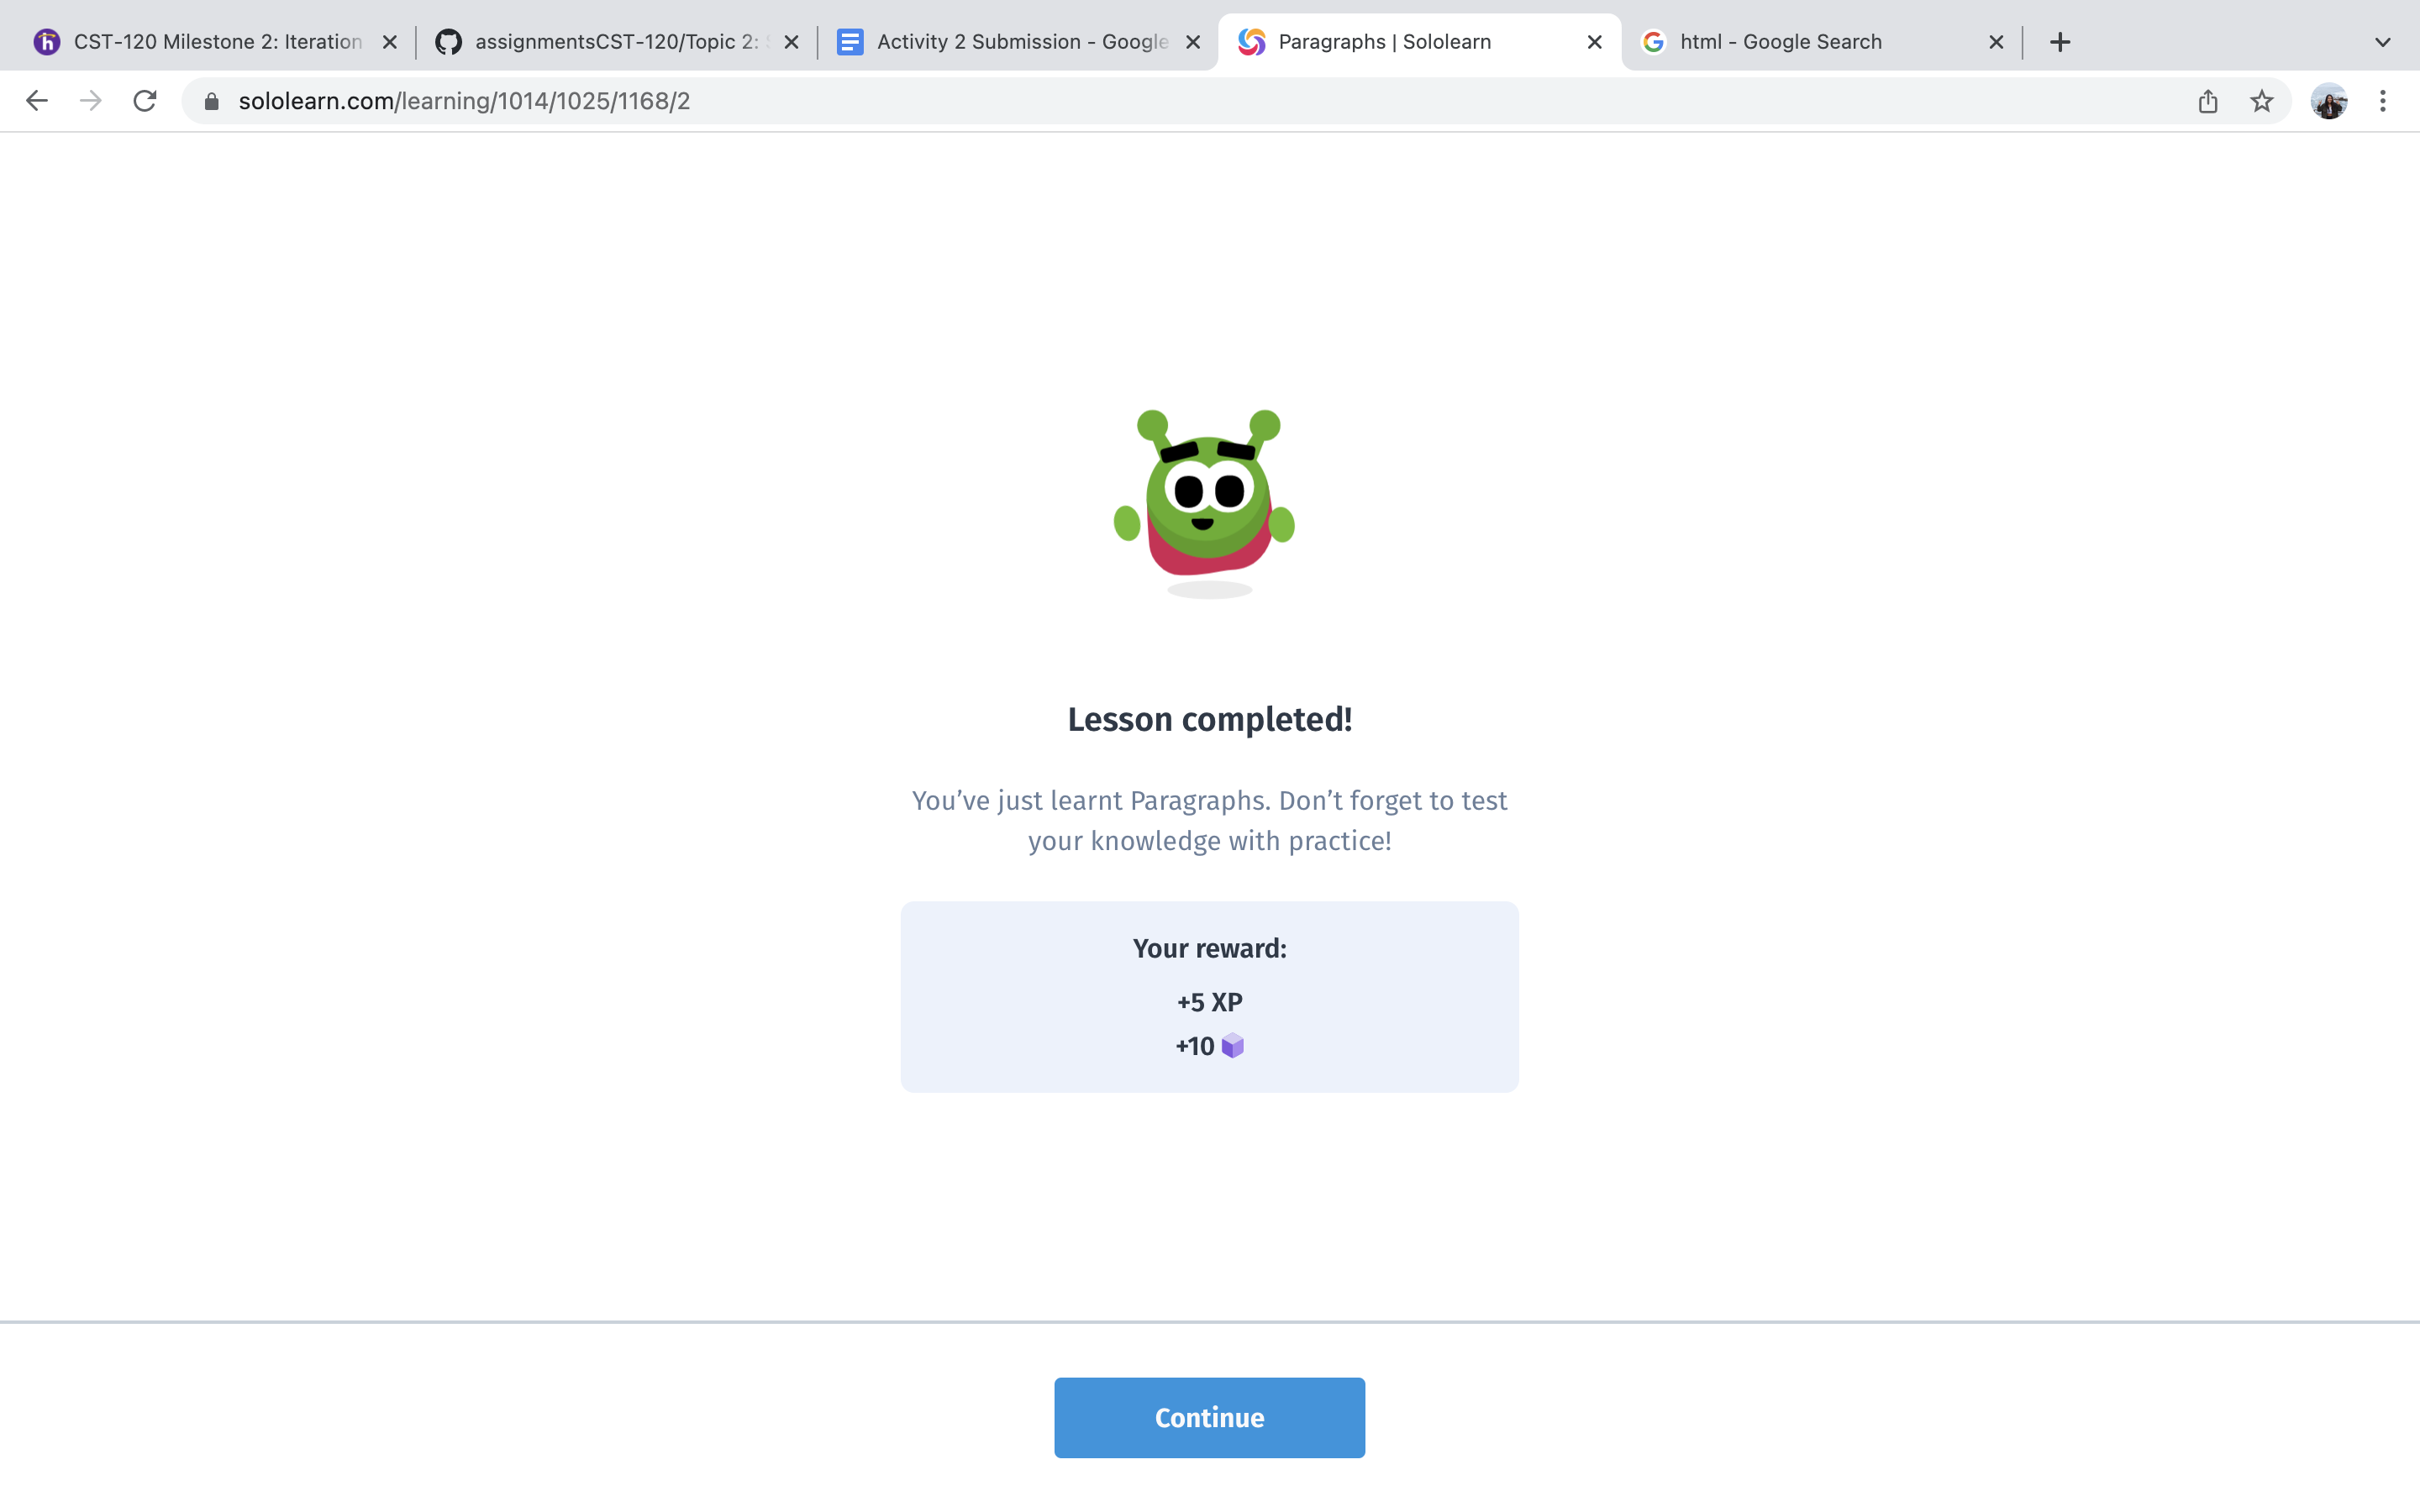 CST-120 Milestone 2: Iteration
assignmentsCST-120/Topic 2:
Activity 2 Submission - Google
Paragraphs | Sololearn
html - Google Search
sololearn.com/learning/1014/1025/1168/2
Lesson completed!
You’ve just learnt Paragraphs. Don’t forget to test
your knowledge with practice!
Your reward:
+5 XP
+10
Continue